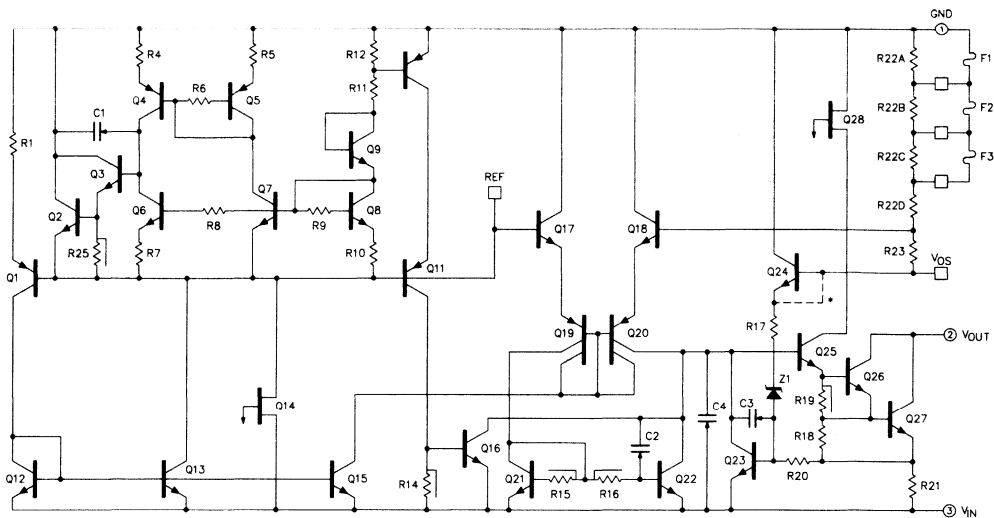 GND
1
R4
R5
R12
R22A
F1
R11
R6
Q4
Q5
C1
Q28
R22B
F2
R1
Q9
Q3
R22C
F3
REF
Q7
Q2
Q6
R8
R9
Q8
Q17
Q18
R22D
R25
R7
R10
R23
Q1
Q11
Q24
VOS
*
R17
Q19
Q20
2 VOUT
Q25
Z1
Q26
Q14
R19
C4
C3
Q27
R18
C2
Q16
Q12
Q13
Q15
R14
Q21
R15
R16
Q22
Q23
R20
R21
3 VIN